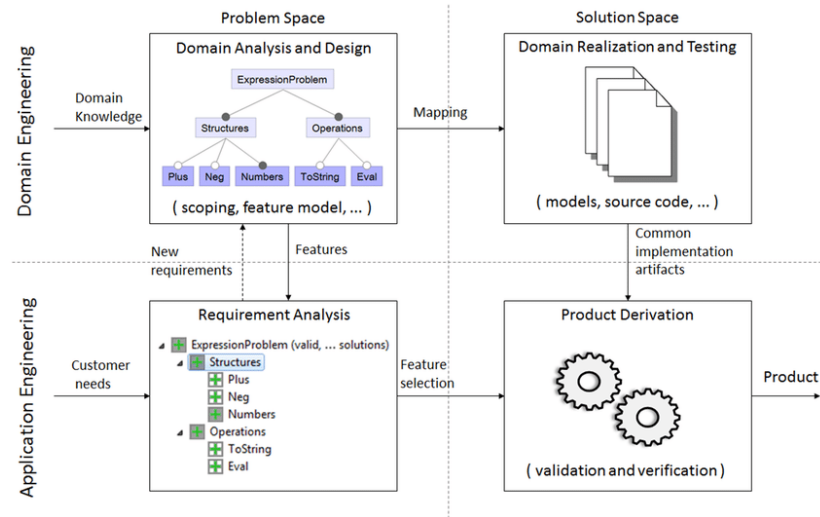 Problem Space
Solution Space
Domain Engineering
Domain
Knowledge
Domain Analysis and Design
ExpressionProblem
Structures
Operations
Plus
Neg
Numbers
ToString
Eval
( scoping, feature model, ... )
Mapping
Domain Realization and Testing
( models, source code, ... )
New
requirements
Features
Common
implementation
artifacts
Application Engineering
Customer
needs
Requirement Analysis
ExpressionProblem (valid, ... solutions)
Structures
Plus
Neg
Numbers
Operations
ToString
Eval
Feature
selection
Product Derivation
( validation and verification )
Product